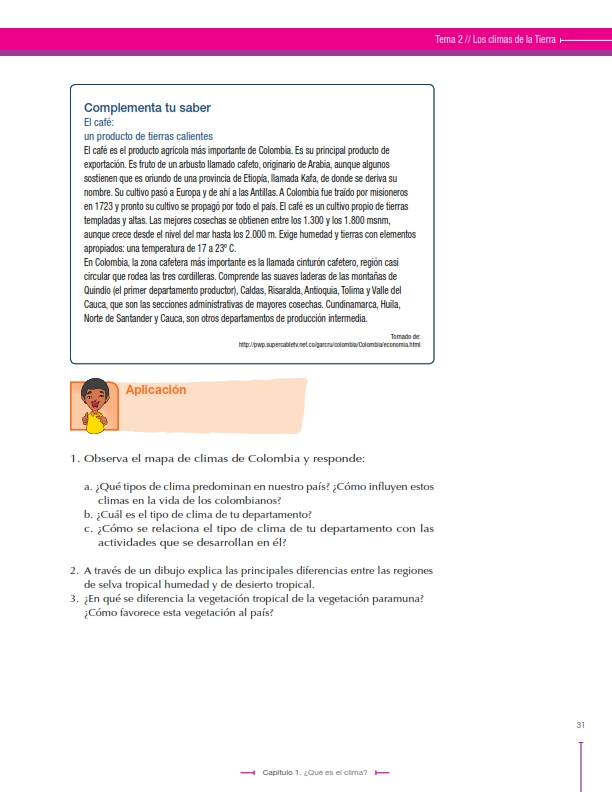 Tema 2 // Los climas de la Tierra
Complementa tu saber
El café:
un producto de tierras calientes
El café es el producto agrícola más importante de Colombia. Es su principal producto de
exportación. Es fruto de un arbusto llamado cafeto, originario de Arabia, aunque algunos
sostienen que es oriundo de una provincia de Etiopía, llamada Kafa, de donde se deriva su
nombre. Su cultivo pasó a Europa y de ahí a las Antillas. A Colombia fue traído por misioneros
en 1723 y pronto su cultivo se propagó por todo el país. El café es un cultivo propio de tierras
templadas y altas. Las mejores cosechas se obtienen entre los 1.300 y los 1.800 msnm,
aunque crece desde el nivel del mar hasta los 2.000 m. Exige humedad y tierras con elementos
apropiados: una temperatura de 17 a 23º C.
En Colombia, la zona cafetera más importante es la llamada cinturón cafetero, región casi
circular que rodea las tres cordilleras. Comprende las suaves laderas de las montañas de
Quindío (el primer departamento productor), Caldas, Risaralda, Antioquia, Tolima y Valle del
Cauca, que son las secciones administrativas de mayores cosechas. Cundinamarca, Huila,
Norte de Santander y Cauca, son otros departamentos de producción intermedia.
Tomado de:
http://pwp.supercabletv.net.co/garcru/colombia/Colombia/economia.html
Aplicación
1. Observa el mapa de climas de Colombia y responde:
a. ¿Qué tipos de clima predominan en nuestro país? ¿Cómo influyen estos
climas en la vida de los colombianos?
b. ¿Cuál es el tipo de clima de tu departamento?
c. ¿Cómo se relaciona el tipo de clima de tu departamento con las
actividades que se desarrollan en él?
2. A través de un dibujo explica las principales diferencias entre las regiones
de selva tropical humedad y de desierto tropical.
3. ¿En qué se diferencia la vegetación tropical de la vegetación paramuna?
¿Cómo favorece esta vegetación al país?
31
Capítulo 1. ¿Qué es el clima?